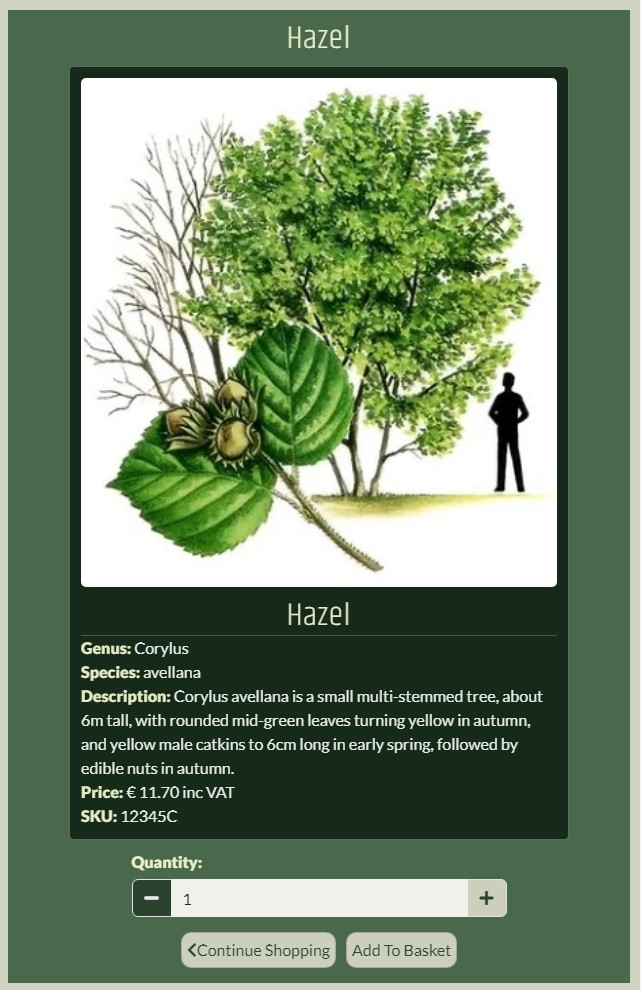 Hazel
Hazel
Genus: Corylus
Species: avellana
Description: Corylus avellana is a small multi-stemmed tree, about
6m tall, with rounded mid-green leaves turning yellow in autumn,
and yellow male catkins to 6cm long in early spring, followed by
edible nuts in autumn.
Price: € 11.70 inc VAT
SKU: 12345C
Quantity:
1
Continue Shopping
Add To Basket